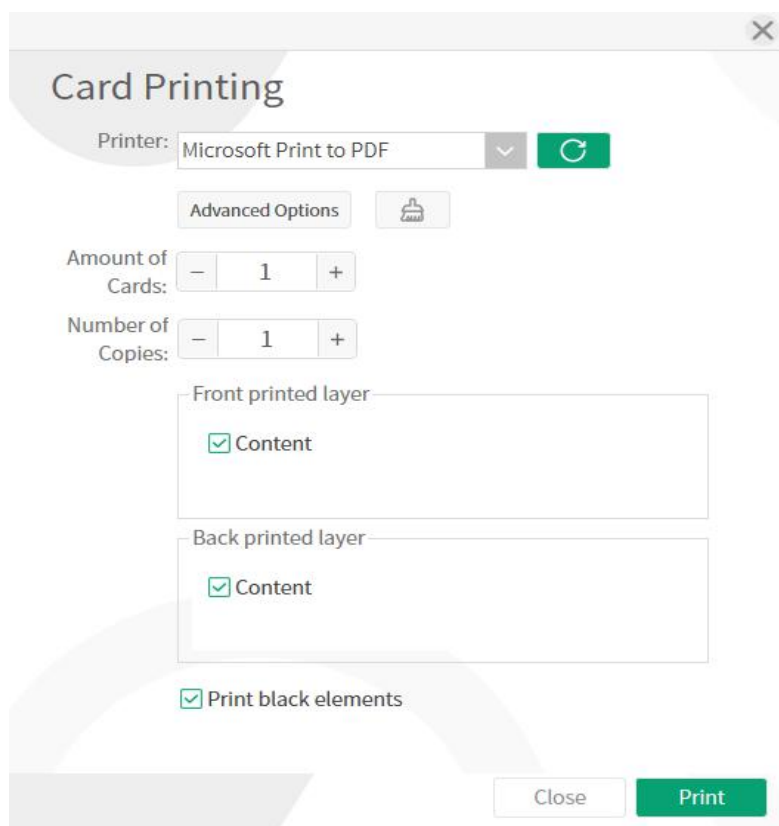 Card Printing
Printer: Microsoft Print to PDF
Advanced Options
Amount of
Cards: − 1 +
Number of
Copies: − 1 +
Front printed layer
Content
Back printed layer
Content
Print black elements
Close Print